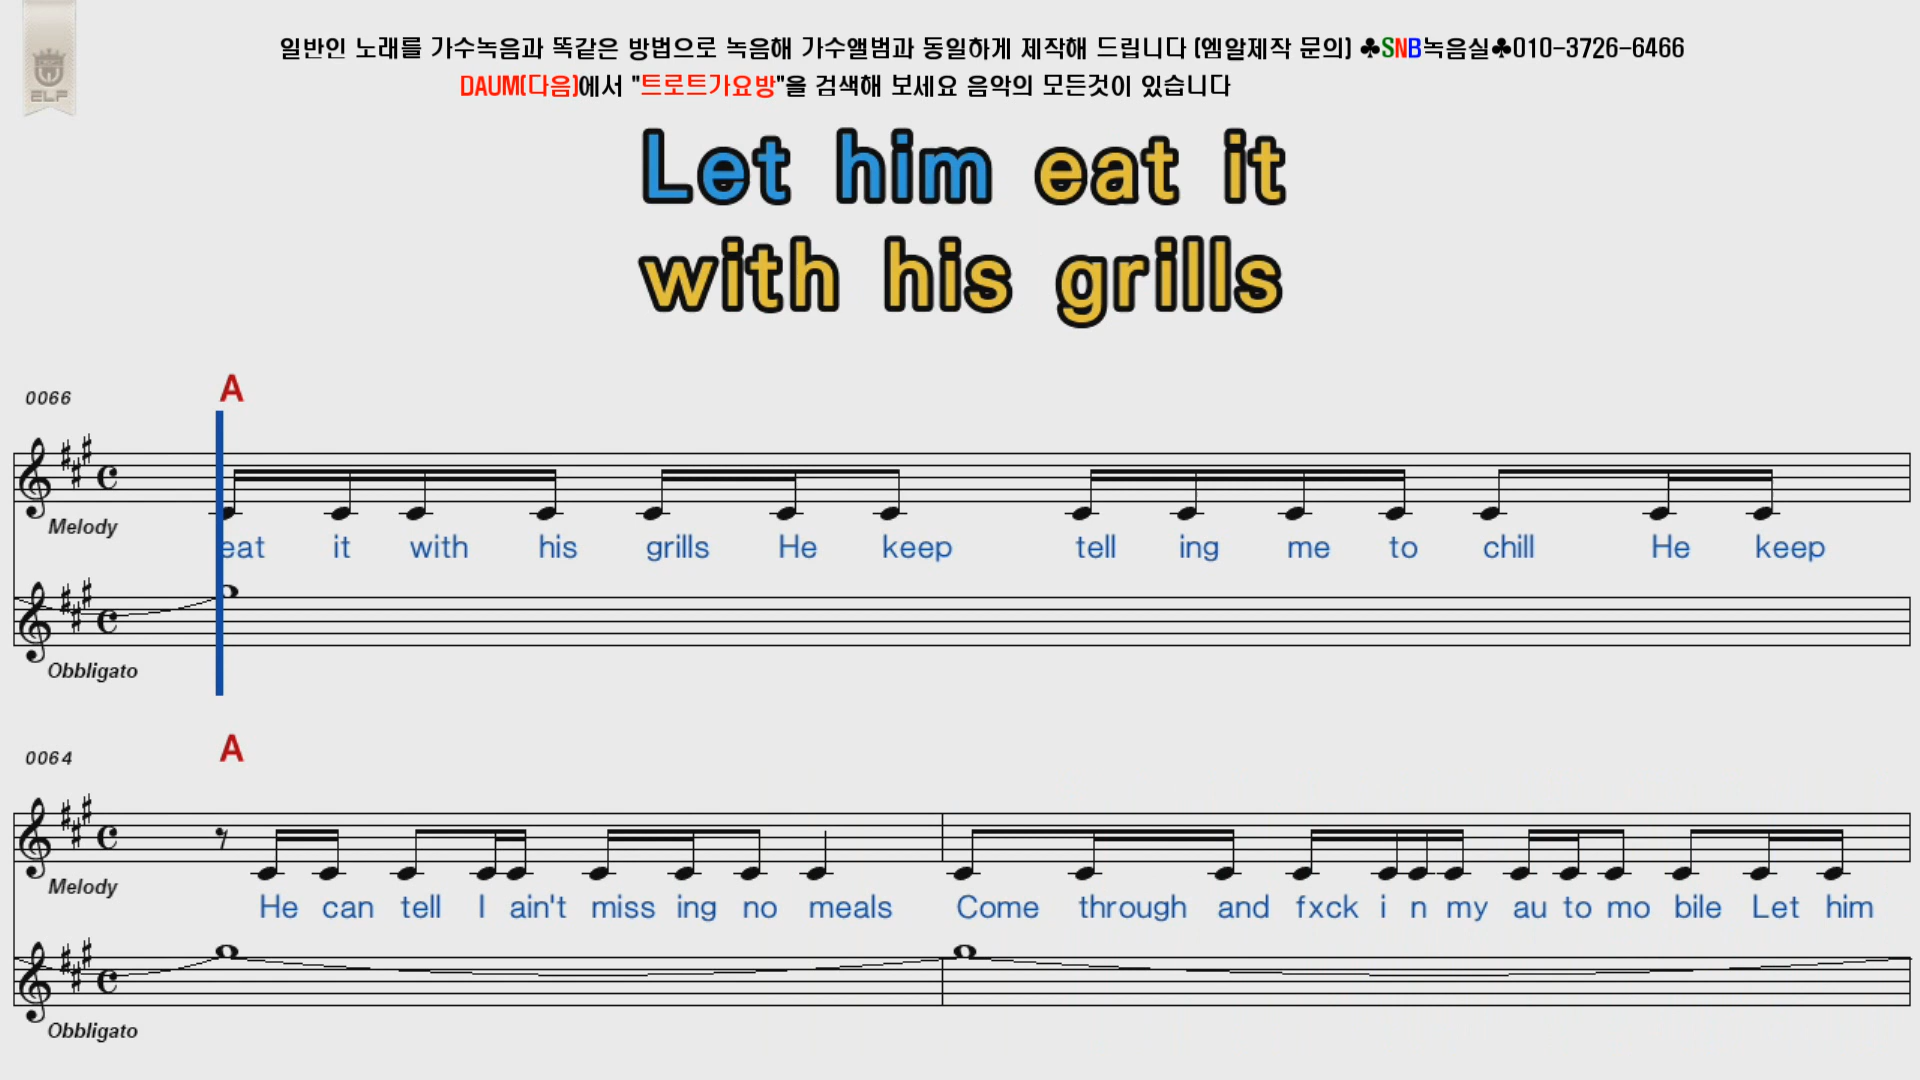 일반인 노래를 가수녹음과 똑같은 방법으로 녹음해 가수앨범과 동일하게 제작해 드립니다 (엠알제작 문의) ♣SNB녹음실♣010-3726-6466
DAUM(다음)에서 "트로트가요방"을 검색해 보세요 음악의 모든것이 있습니다
ELF
Let him eat it
with his grills
0066
A
Melody
eat it with his grills He keep tell ing me to chill He keep
Obbligato
0064
A
Melody
He can tell I ain't miss ing no meals Come through and fxck i n my au to mo bile Let him
Obbligato